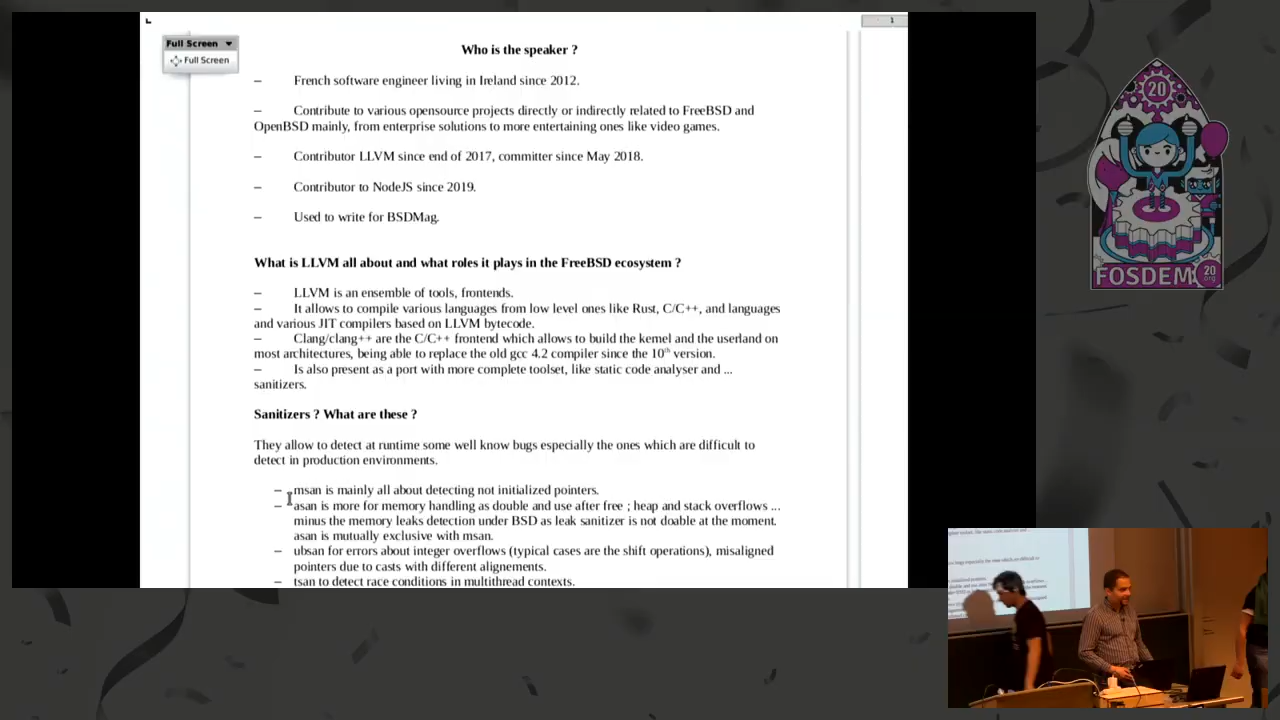 1
Full Screen
Full Screen
Who is the speaker ?
– French software engineer living in Ireland since 2012.
– Contribute to various opensource projects directly or indirectly related to FreeBSD and
OpenBSD mainly, from enterprise solutions to more entertaining ones like video games.
– Contributor LLVM since end of 2017, committer since May 2018.
– Contributor to NodeJS since 2019.
– Used to write for BSDMag.
What is LLVM all about and what roles it plays in the FreeBSD ecosystem ?
– LLVM is an ensemble of tools, frontends.
– It allows to compile various languages from low level ones like Rust, C/C++, and languages
and various JIT compilers based on LLVM bytecode.
– Clang/clang++ are the C/C++ frontend which allows to build the kernel and the userland on
most architectures, being able to replace the old gcc 4.2 compiler since the 10th version.
– Is also present as a port with more complete toolset, like static code analyser and ...
sanitizers.
Sanitizers ? What are these ?
They allow to detect at runtime some well know bugs especially the ones which are difficult to
detect in production environments.
– msan is mainly all about detecting not initialized pointers.
– asan is more for memory handling as double and use after free ; heap and stack overflows ...
minus the memory leaks detection under BSD as leak sanitizer is not doable at the moment.
asan is mutually exclusive with msan.
– ubsan for errors about integer overflows (typical cases are the shift operations), misaligned
pointers due to casts with different alignements.
– tsan to detect race conditions in multithread contexts.
20
FOSDEM
20
.org